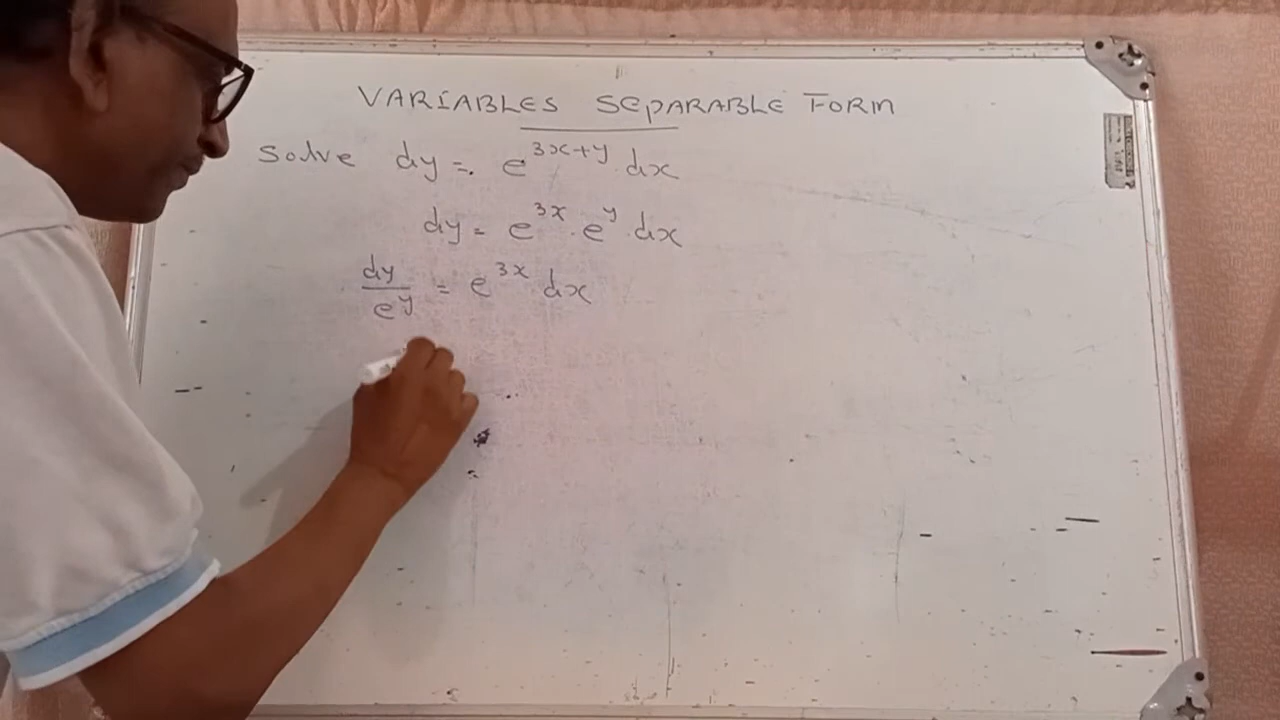 VARIABLES SEPARABLE FORM
Solve dy = e^{3x+y} . dx
dy = e^{3x} . e^{y} . dx
dy/e^{y} = e^{3x} dx